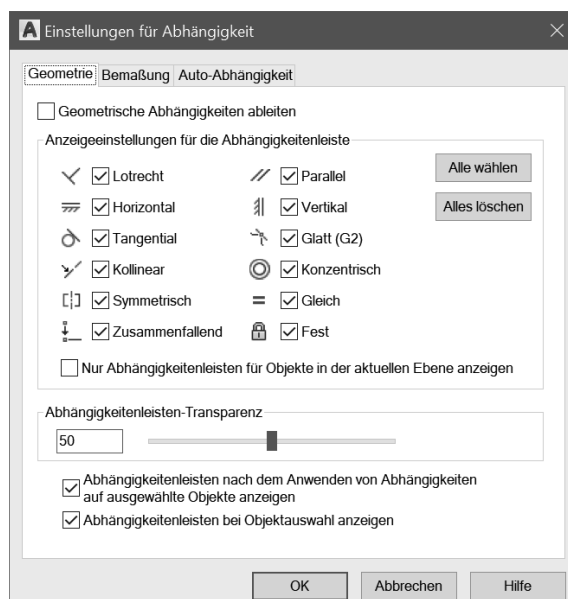 A Einstellungen für Abhängigkeit
Geometrie Bemaßung Auto-Abhängigkeit
Geometrische Abhängigkeiten ableiten
Anzeigeeinstellungen für die Abhängigkeitenleiste
Lotrecht Parallel Alle wählen
Horizontal Vertikal Alles löschen
Tangential Glatt (G2)
Kollinear Konzentrisch
Symmetrisch Gleich
Zusammenfallend Fest
Nur Abhängigkeitenleisten für Objekte in der aktuellen Ebene anzeigen
Abhängigkeitenleisten-Transparenz
50
Abhängigkeitenleisten nach dem Anwenden von Abhängigkeiten
auf ausgewählte Objekte anzeigen
Abhängigkeitenleisten bei Objektauswahl anzeigen
OK Abbrechen Hilfe